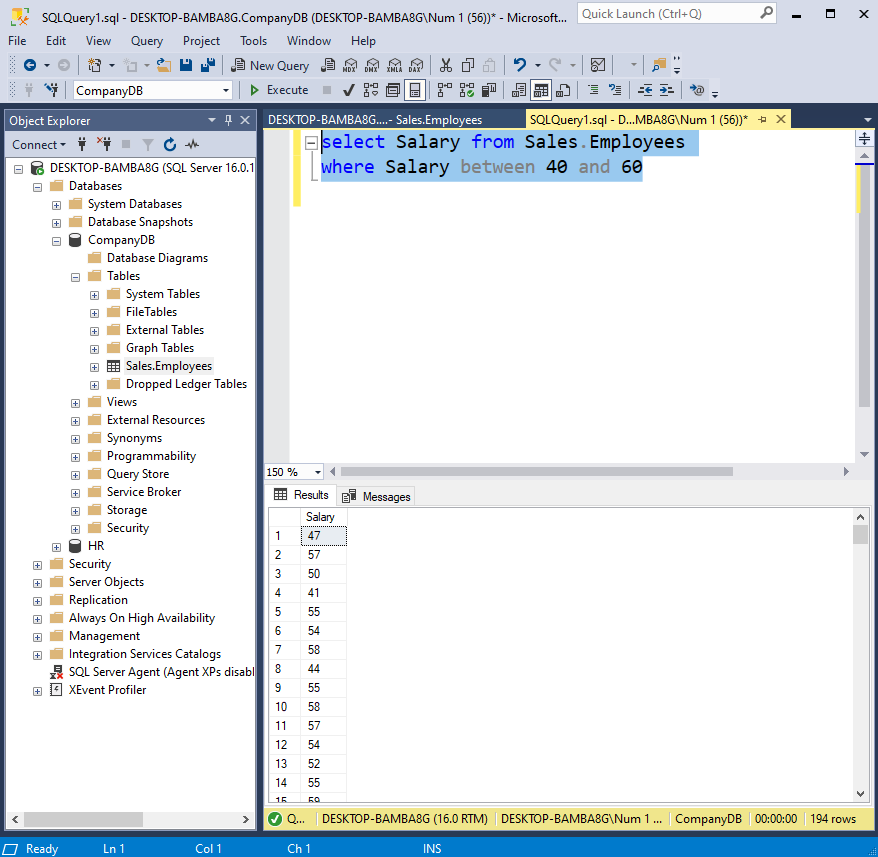 SQLQuery1.sql - DESKTOP-BAMBA8G.CompanyDB (DESKTOP-BAMBA8G\Num 1 (56))* - Microsoft...
Quick Launch (Ctrl+Q)
File Edit View Query Project Tools Window Help
New Query MDX DMX XMLA DAX
CompanyDB Execute
Object Explorer
Connect
DESKTOP-BAMBA8G (SQL Server 16.0.1
Databases
System Databases
Database Snapshots
CompanyDB
Database Diagrams
Tables
System Tables
FileTables
External Tables
Graph Tables
Sales.Employees
Dropped Ledger Tables
Views
External Resources
Synonyms
Programmability
Query Store
Service Broker
Storage
Security
HR
Security
Server Objects
Replication
Always On High Availability
Management
Integration Services Catalogs
SQL Server Agent (Agent XPs disabl
XEvent Profiler
DESKTOP-BAMBA8G....- Sales.Employees
SQLQuery1.sql - D...MBA8G\Num 1 (56))*
select Salary from Sales.Employees
where Salary between 40 and 60
150 %
Results Messages
Salary
1 47
2 57
3 50
4 41
5 55
6 54
7 58
8 44
9 55
10 58
11 57
12 54
13 52
14 55
15 59
Q... DESKTOP-BAMBA8G (16.0 RTM) DESKTOP-BAMBA8G\Num 1 ... CompanyDB 00:00:00 194 rows
Ready Ln 1 Col 1 Ch 1 INS